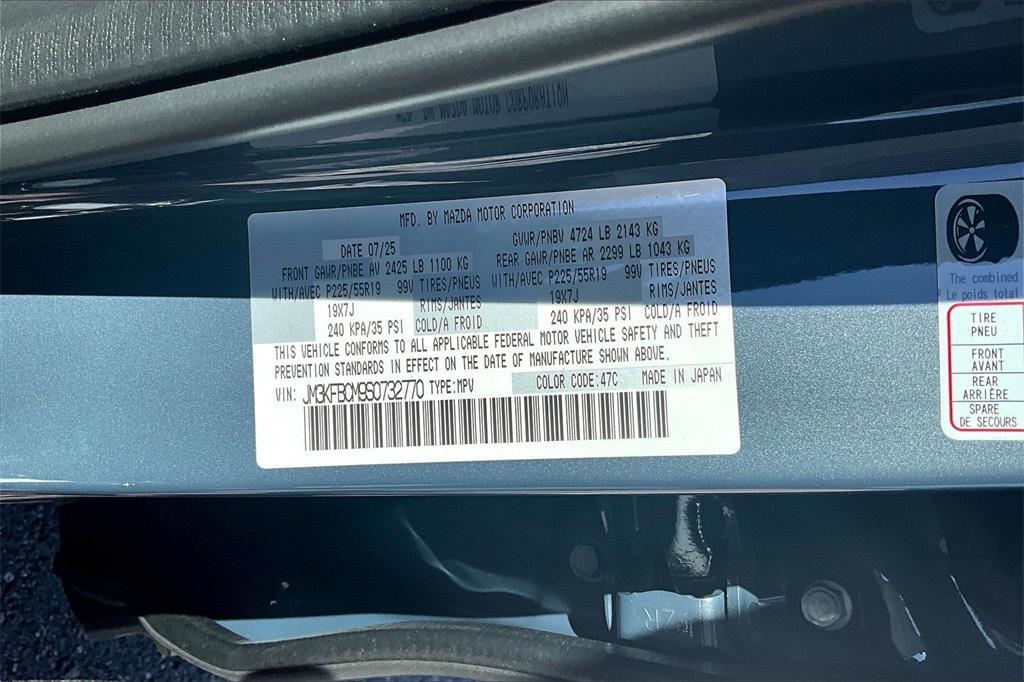 MFD. BY MAZDA MOTOR CORPORATION
DATE 07/25 GVWR/PNBV 4724 LB 2143 KG
FRONT GAWR/PNBE AV 2425 LB 1100 KG REAR GAWR/PNBE AR 2299 LB 1043 KG
WITH/AVEC P225/55R19 99V TIRES/PNEUS WITH/AVEC P225/55R19 99V TIRES/PNEUS
19X7J RIMS/JANTES 19X7J RIMS/JANTES
240 KPA/35 PSI COLD/A FROID 240 KPA/35 PSI COLD/A FROID
THIS VEHICLE CONFORMS TO ALL APPLICABLE FEDERAL MOTOR VEHICLE SAFETY AND THEFT
PREVENTION STANDARDS IN EFFECT ON THE DATE OF MANUFACTURE SHOWN ABOVE.
VIN: JM3KFBCM9S0732770 TYPE:MPV COLOR CODE:47C MADE IN JAPAN
The combined
Le poids total
TIRE
PNEU
FRONT
AVANT
REAR
ARRIÈRE
SPARE
DE SECOURS